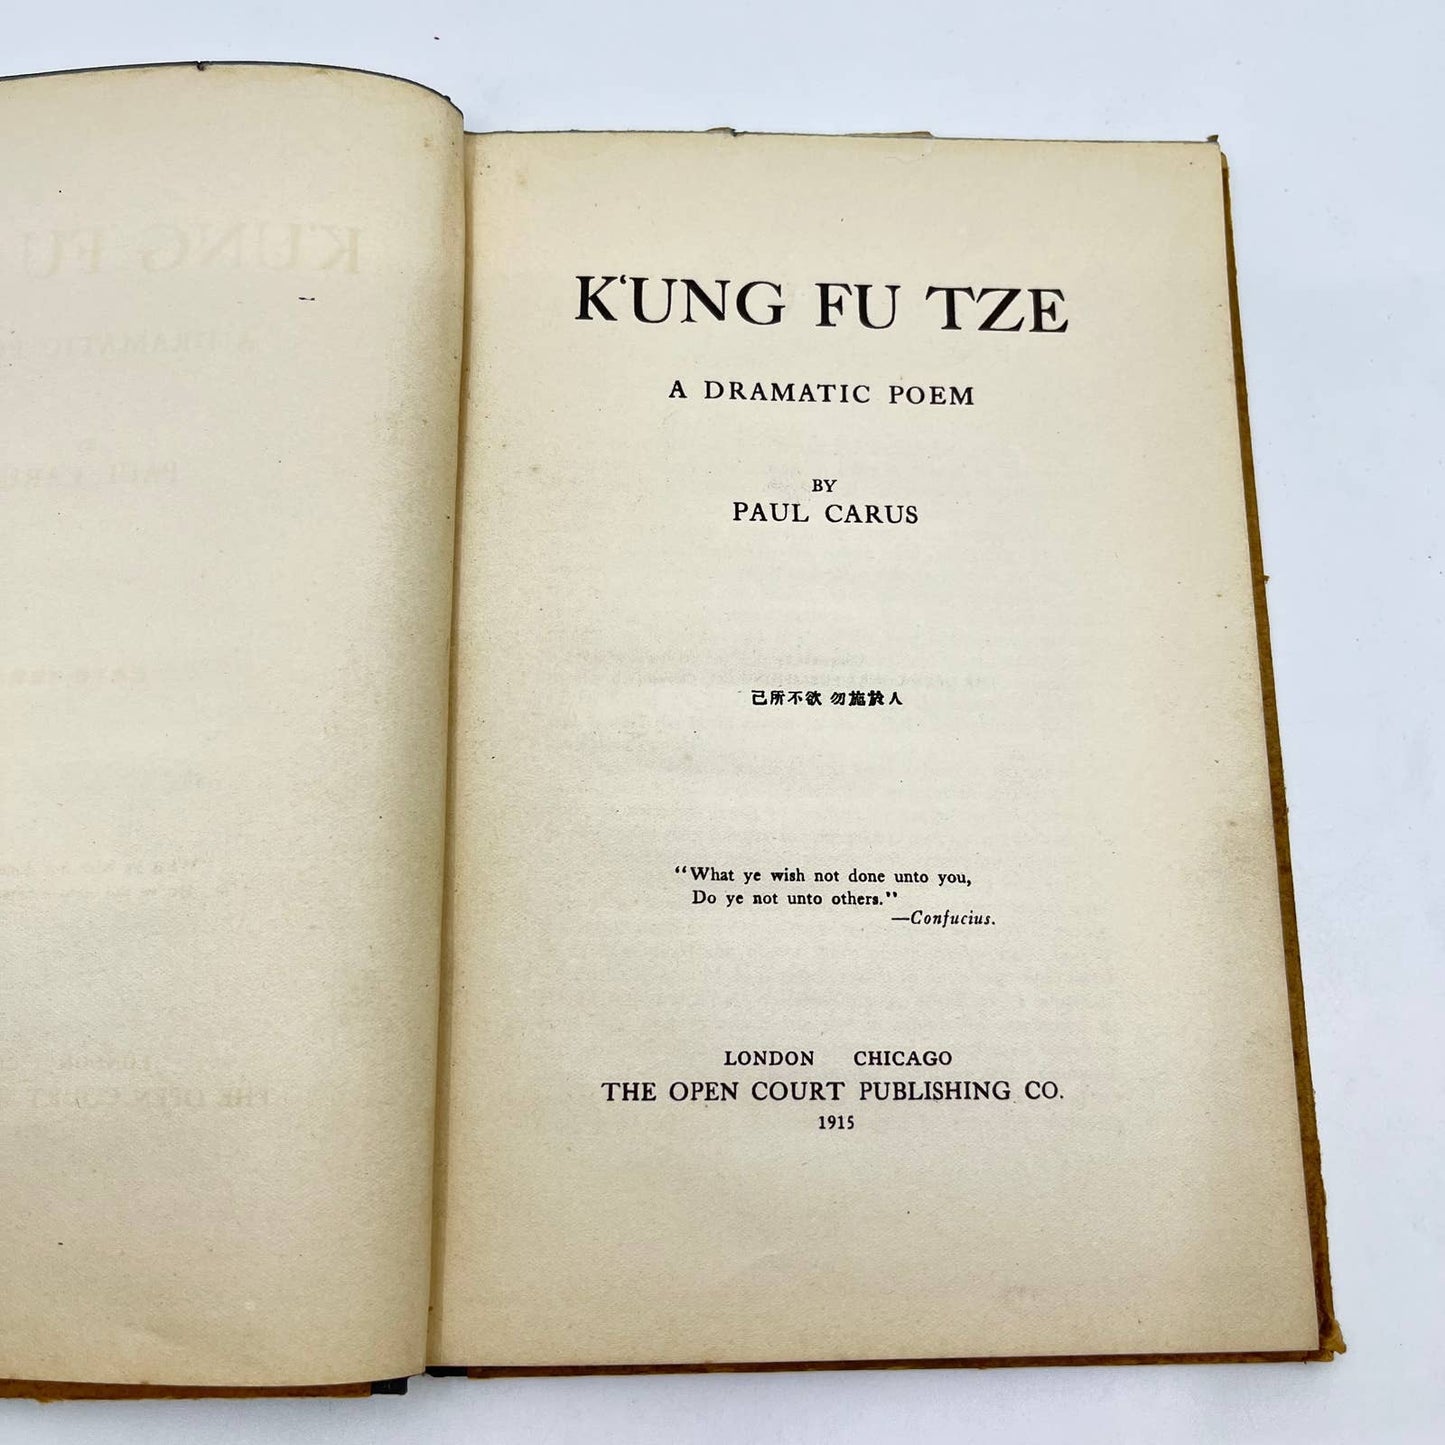 K‘UNG FU TZE
A DRAMATIC POEM
BY
PAUL CARUS
己所不欲 勿施於人
“What ye wish not done unto you,
Do ye not unto others.”
—Confucius.
LONDON CHICAGO
THE OPEN COURT PUBLISHING CO.
1915